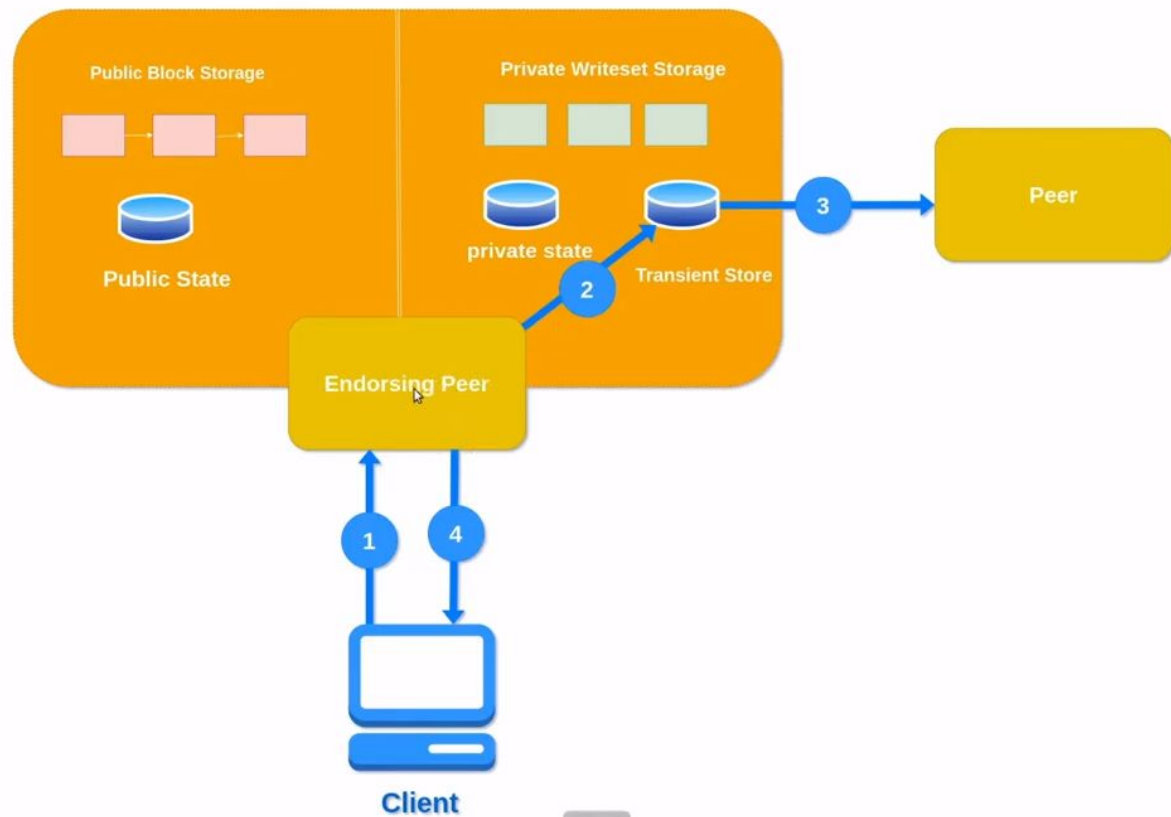 Public Block Storage
Private Writeset Storage
Peer
3
private state
Public State
Transient Store
2
Endorsing Peer
1
4
Client